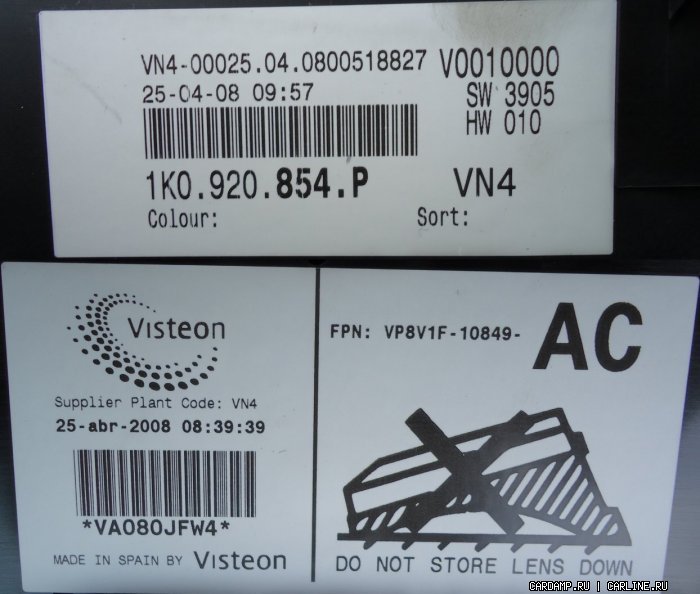 VN4-00025.04.0800518827 V0010000
25-04-08 09:57 SW 3905
HW 010
1K0.920.854.P VN4
Colour: Sort:
Visteon
Supplier Plant Code: VN4
25-abr-2008 08:39:39
*VA080JFW4*
MADE IN SPAIN BY Visteon
FPN: VP8V1F-10849- AC
DO NOT STORE LENS DOWN
CARDAMP.RU | CARLINE.RU